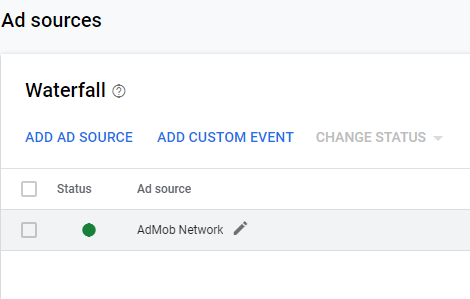 Ad sources
Waterfall ?
ADD AD SOURCE ADD CUSTOM EVENT CHANGE STATUS
Status Ad source
AdMob Network